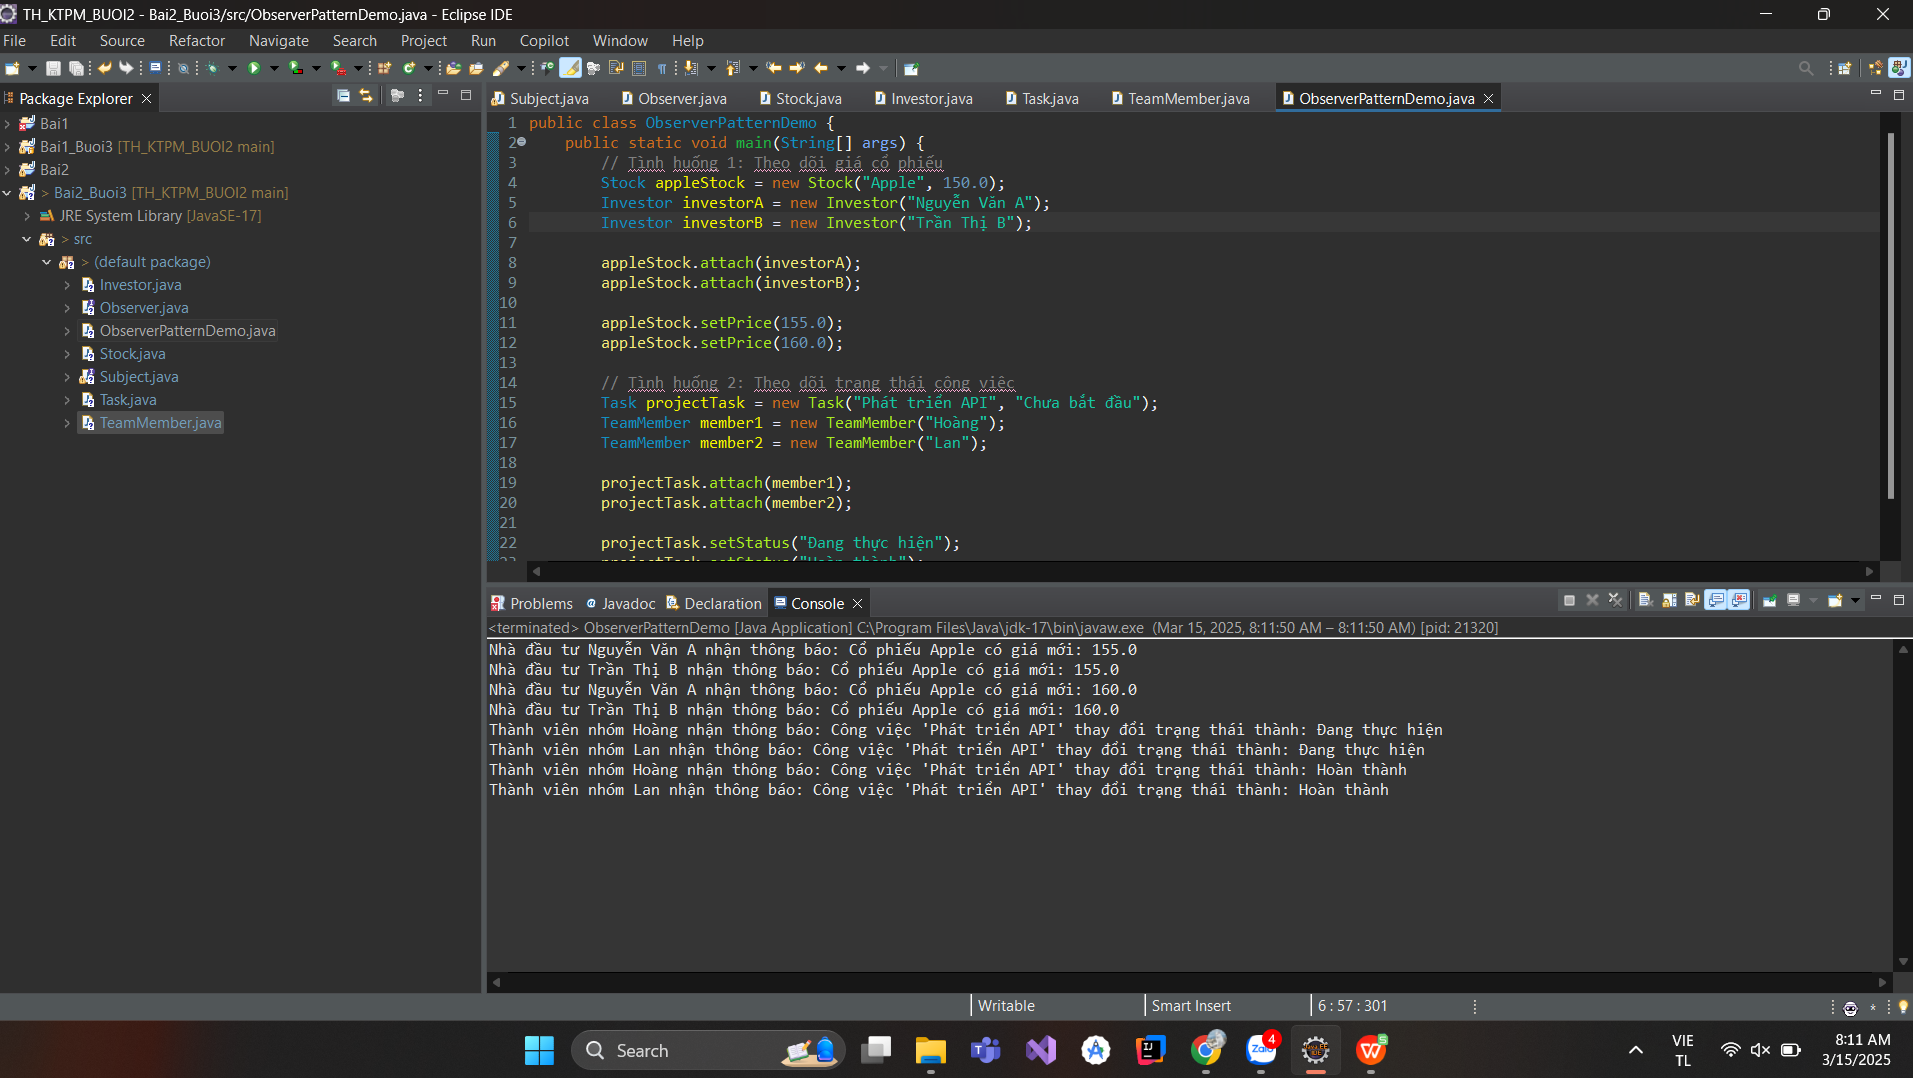 TH_KTPM_BUOI2 - Bai2_Buoi3/src/ObserverPatternDemo.java - Eclipse IDE
File Edit Source Refactor Navigate Search Project Run Copilot Window Help
Package Explorer
Bai1
Bai1_Buoi3 [TH_KTPM_BUOI2 main]
Bai2
> Bai2_Buoi3 [TH_KTPM_BUOI2 main]
JRE System Library [JavaSE-17]
> src
> (default package)
Investor.java
Observer.java
ObserverPatternDemo.java
Stock.java
Subject.java
Task.java
TeamMember.java
Subject.java Observer.java Stock.java Investor.java Task.java TeamMember.java ObserverPatternDemo.java
1 public class ObserverPatternDemo {
2 public static void main(String[] args) {
3 // Tình huống 1: Theo dõi giá cổ phiếu
4 Stock appleStock = new Stock("Apple", 150.0);
5 Investor investorA = new Investor("Nguyễn Văn A");
6 Investor investorB = new Investor("Trần Thị B");
7
8 appleStock.attach(investorA);
9 appleStock.attach(investorB);
10
11 appleStock.setPrice(155.0);
12 appleStock.setPrice(160.0);
13
14 // Tình huống 2: Theo dõi trạng thái công việc
15 Task projectTask = new Task("Phát triển API", "Chưa bắt đầu");
16 TeamMember member1 = new TeamMember("Hoàng");
17 TeamMember member2 = new TeamMember("Lan");
18
19 projectTask.attach(member1);
20 projectTask.attach(member2);
21
22 projectTask.setStatus("Đang thực hiện");
23 projectTask.setStatus("Hoàn thành");
Problems Javadoc Declaration Console
<terminated> ObserverPatternDemo [Java Application] C:\Program Files\Java\jdk-17\bin\javaw.exe (Mar 15, 2025, 8:11:50 AM – 8:11:50 AM) [pid: 21320]
Nhà đầu tư Nguyễn Văn A nhận thông báo: Cổ phiếu Apple có giá mới: 155.0
Nhà đầu tư Trần Thị B nhận thông báo: Cổ phiếu Apple có giá mới: 155.0
Nhà đầu tư Nguyễn Văn A nhận thông báo: Cổ phiếu Apple có giá mới: 160.0
Nhà đầu tư Trần Thị B nhận thông báo: Cổ phiếu Apple có giá mới: 160.0
Thành viên nhóm Hoàng nhận thông báo: Công việc 'Phát triển API' thay đổi trạng thái thành: Đang thực hiện
Thành viên nhóm Lan nhận thông báo: Công việc 'Phát triển API' thay đổi trạng thái thành: Đang thực hiện
Thành viên nhóm Hoàng nhận thông báo: Công việc 'Phát triển API' thay đổi trạng thái thành: Hoàn thành
Thành viên nhóm Lan nhận thông báo: Công việc 'Phát triển API' thay đổi trạng thái thành: Hoàn thành
Writable Smart Insert 6 : 57 : 301
Search
Zalo 4
VIE
TL
8:11 AM
3/15/2025